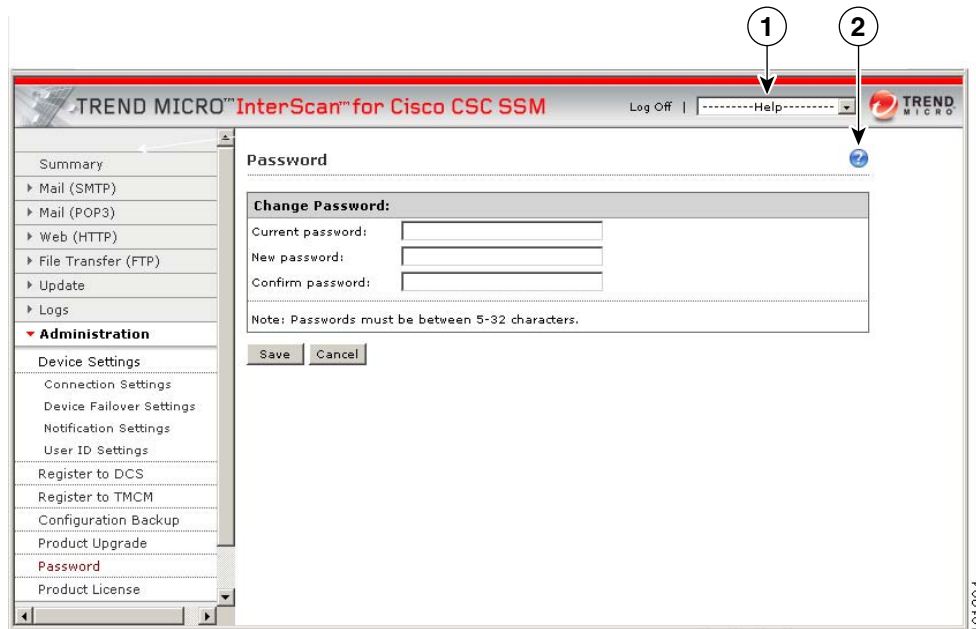 1 2
TREND MICRO™ InterScan™ for Cisco CSC SSM Log Off | ---------Help--------- TREND MICRO
Summary
Mail (SMTP)
Mail (POP3)
Web (HTTP)
File Transfer (FTP)
Update
Logs
Administration
Device Settings
Connection Settings
Device Failover Settings
Notification Settings
User ID Settings
Register to DCS
Register to TMCM
Configuration Backup
Product Upgrade
Password
Product License
Password ?
Change Password:
Current password:
New password:
Confirm password:
Note: Passwords must be between 5-32 characters.
Save Cancel